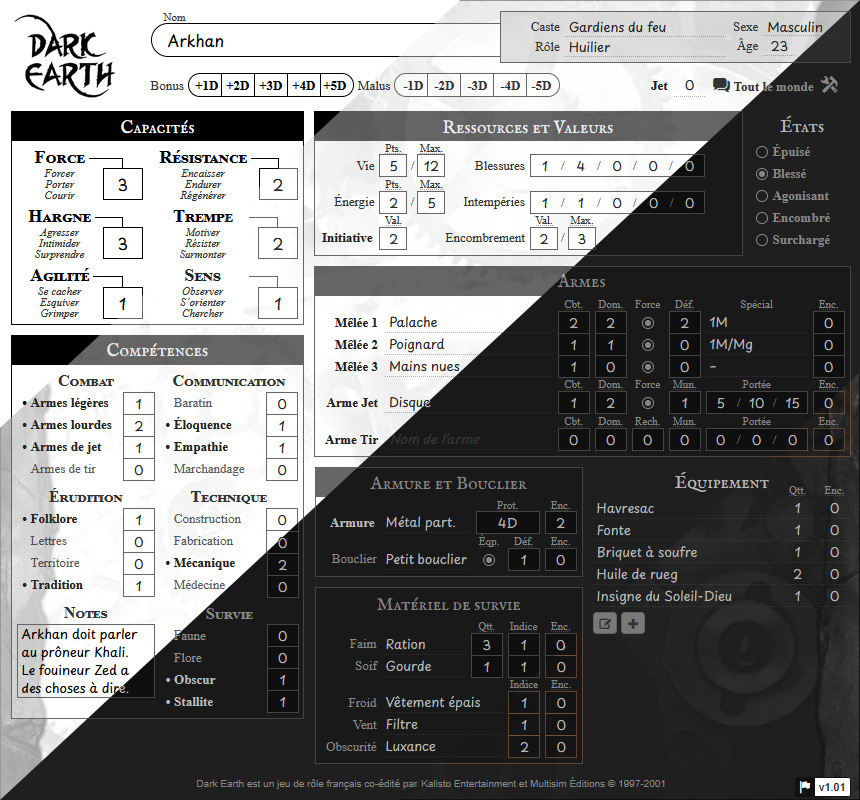 DARK EARTH
Nom
Arkhan
Caste Gardiens du feu Sexe Masculin
Rôle Huilier Âge 23
Bonus +1D +2D +3D +4D +5D Malus -1D -2D -3D -4D -5D Jet 0 Tout le monde
Capacités
Force 3
Forcer
Porter
Courir
Résistance 2
Encaisser
Endurer
Régénérer
Hargne 3
Agresser
Intimider
Surprendre
Trempe 2
Motiver
Résister
Surmonter
Agilité 1
Se cacher
Esquiver
Grimper
Sens 1
Observer
S'orienter
Chercher
Ressources et Valeurs
Pts. Max.
Vie 5 / 12 Blessures 1 / 4 / 0 / 0 / 0
Pts. Max.
Énergie 2 / 5 Intempéries 1 / 1 / 0 / 0 / 0
Val. Val. Max.
Initiative 2 Encombrement 2 / 3
États
Épuisé
Blessé
Agonisant
Encombré
Surchargé
Armes
Cbt. Dom. Force Déf. Spécial Enc.
Mêlée 1 Palache 2 2 2 1M 0
Mêlée 2 Poignard 1 1 0 1M/Mg 0
Mêlée 3 Mains nues 1 0 0 - 0
Cbt. Dom. Force Mun. Portée Enc.
Arme Jet Disque 1 2 1 5 / 10 / 15 0
Cbt. Dom. Rech. Mun. Portée Enc.
Arme Tir Nom de l'arme 0 0 0 0 0 / 0 / 0 0
Compétences
Combat
• Armes légères 1
• Armes lourdes 2
• Armes de jet 1
Armes de tir 0
Communication
Baratin 0
• Éloquence 1
• Empathie 1
Marchandage 0
Érudition
• Folklore 1
Lettres 0
Territoire 0
• Tradition 1
Technique
Construction 0
Fabrication 0
• Mécanique 2
Médecine 0
Notes
Arkhan doit parler
au prôneur Khali.
Le fouineur Zed a
des choses à dire.
Survie
Faune 0
Flore 0
• Obscur 1
• Stallite 1
Armure et Bouclier
Prot. Enc.
Armure Métal part. 4D 2
Éqp. Déf. Enc.
Bouclier Petit bouclier 1 0
Matériel de survie
Qtt. Indice Enc.
Faim Ration 3 1 0
Soif Gourde 1 1 0
Indice Enc.
Froid Vêtement épais 1 0
Vent Filtre 1 0
Obscurité Luxance 2 0
Équipement
Qtt. Enc.
Havresac 1 0
Fonte 1 0
Briquet à soufre 1 0
Huile de rueg 2 0
Insigne du Soleil-Dieu 1 0
Dark Earth est un jeu de rôle français co-édité par Kalisto Entertainment et Multisim Éditions © 1997-2001
v1.01